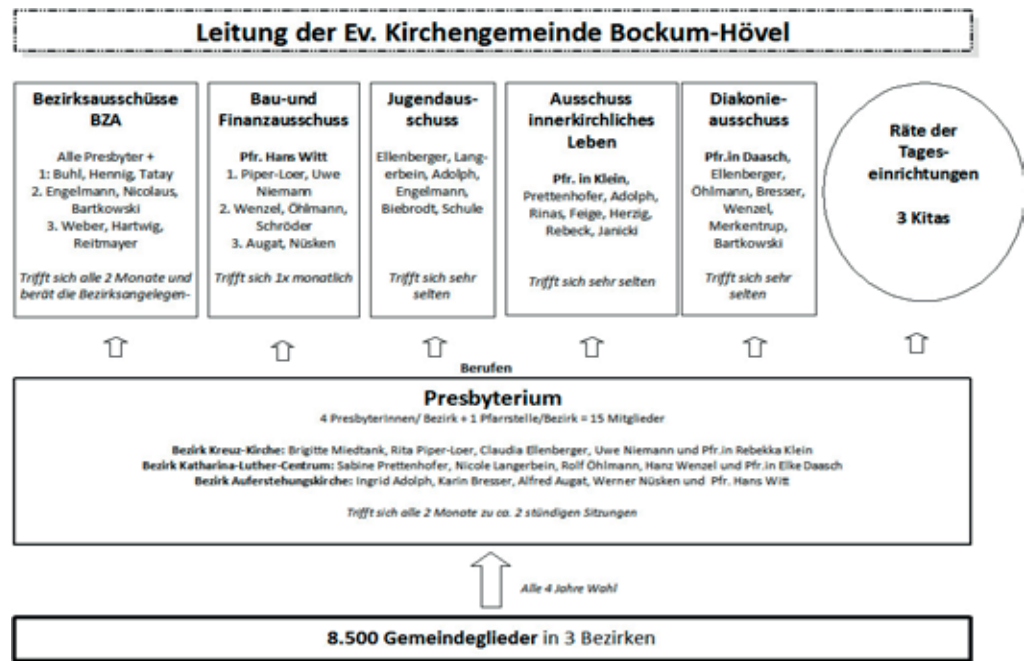 Leitung der Ev. Kirchengemeinde Bockum-Hövel
Bezirksausschüsse
BZA
Alle Presbyter +
1: Buhl, Hennig, Tatay
2. Engelmann, Nicolaus,
Bartkowski
3. Weber, Hartwig,
Reitmayer
Trifft sich alle 2 Monate und
berät die Bezirksangelegen-
Bau-und
Finanzausschuss
Pfr. Hans Witt
1. Piper-Loer, Uwe
Niemann
2. Wenzel, Öhlmann,
Schröder
3. Augat, Nüsken
Trifft sich 1x monatlich
Jugendaus-
schuss
Ellenberger, Lang-
erbein, Adolph,
Engelmann,
Biebrodt, Schule
Trifft sich sehr
selten
Ausschuss
innerkirchliches
Leben
Pfr. in Klein,
Prettenhofer, Adolph,
Rinas, Feige, Herzig,
Rebeck, Janicki
Trifft sich sehr selten
Diakonie-
ausschuss
Pfr.in Daasch,
Ellenberger,
Öhlmann, Bresser,
Wenzel,
Merkentrup,
Bartkowski
Trifft sich sehr
selten
Räte der
Tages-
einrichtungen
3 Kitas
Berufen
Presbyterium
4 PresbyterInnen/ Bezirk + 1 Pfarrstelle/Bezirk = 15 Mitglieder
Bezirk Kreuz-Kirche: Brigitte Miedtank, Rita Piper-Loer, Claudia Ellenberger, Uwe Niemann und Pfr.in Rebekka Klein
Bezirk Katharina-Luther-Centrum: Sabine Prettenhofer, Nicole Langerbein, Rolf Öhlmann, Hanz Wenzel und Pfr.in Elke Daasch
Bezirk Auferstehungskirche: Ingrid Adolph, Karin Bresser, Alfred Augat, Werner Nüsken und Pfr. Hans Witt
Trifft sich alle 2 Monate zu ca. 2 stündigen Sitzungen
Alle 4 Jahre Wahl
8.500 Gemeindeglieder in 3 Bezirken